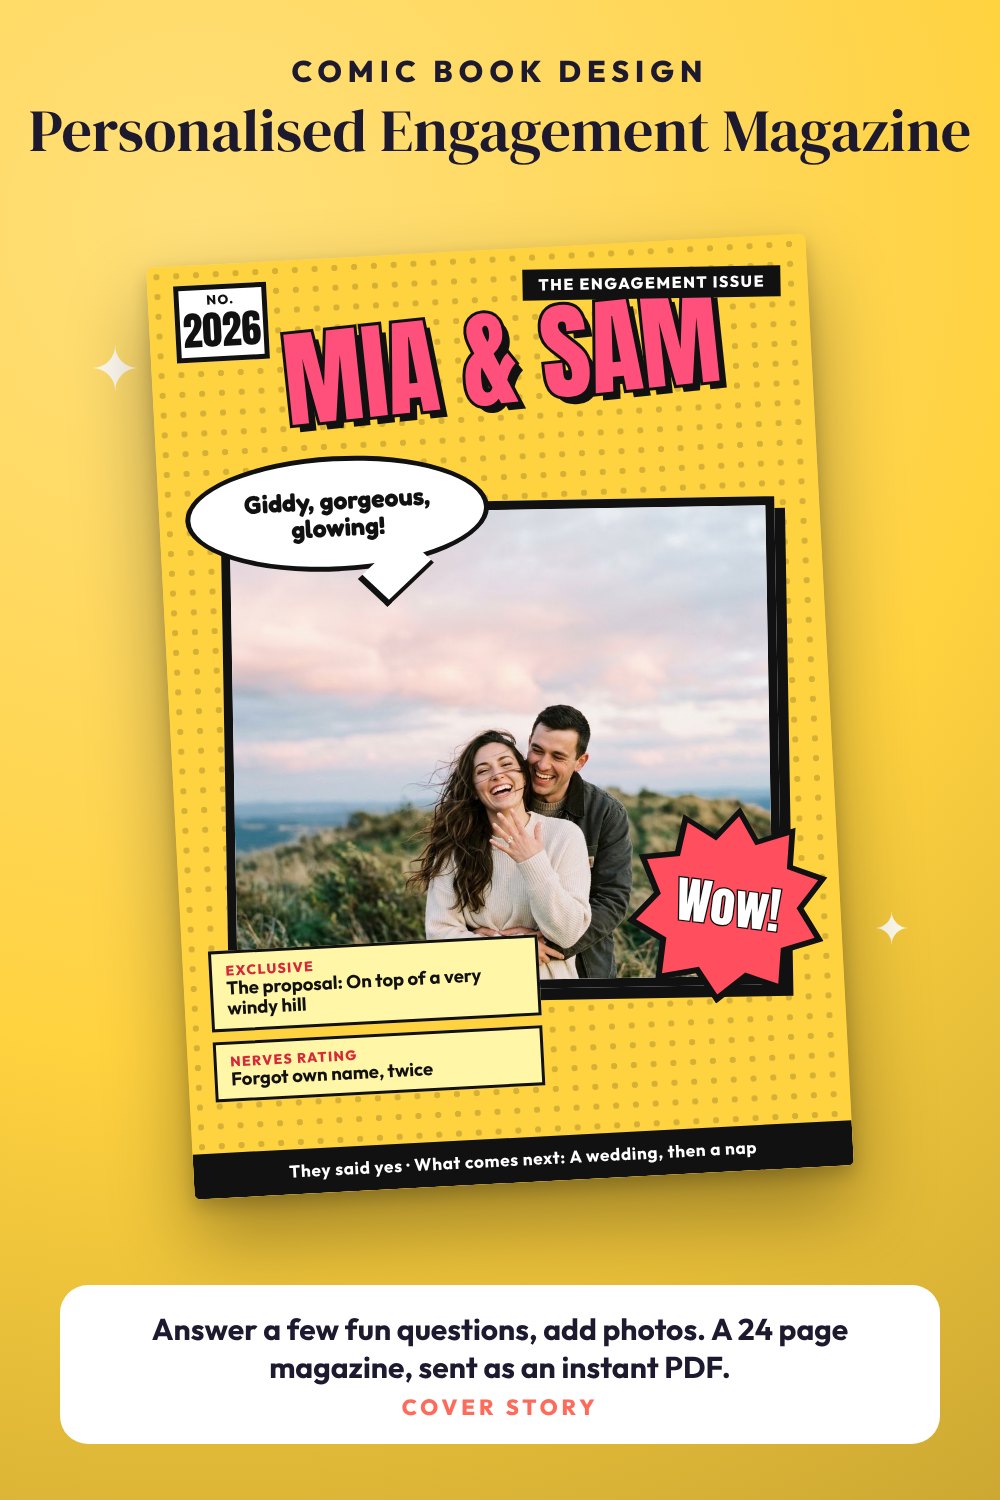 COMIC BOOK DESIGN
Personalised Engagement Magazine
NO.
2026
THE ENGAGEMENT ISSUE
MIA & SAM
Giddy, gorgeous,
glowing!
Wow!
EXCLUSIVE
The proposal: On top of a very
windy hill
NERVES RATING
Forgot own name, twice
They said yes · What comes next: A wedding, then a nap
Answer a few fun questions, add photos. A 24 page
magazine, sent as an instant PDF.
COVER STORY